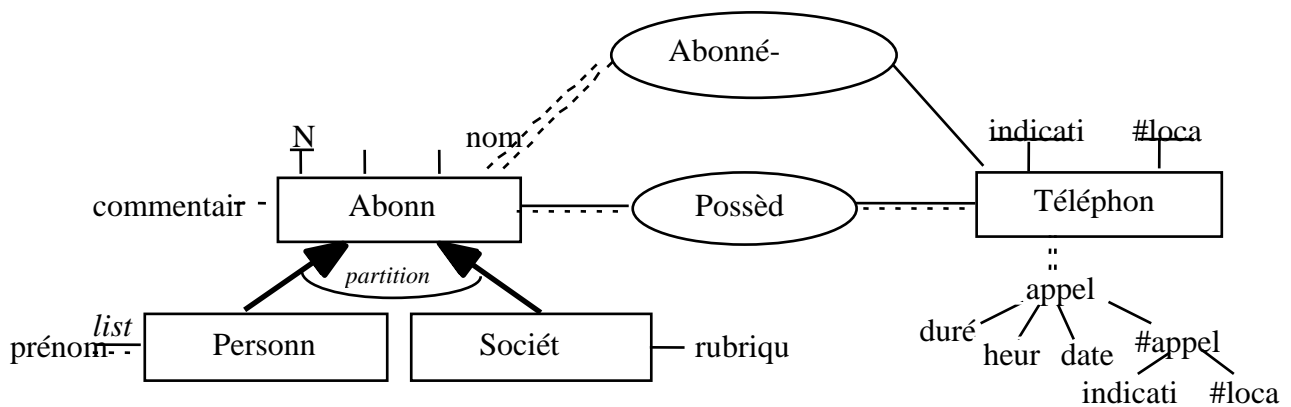 Abonné-
N
nom
indicati
#loca
commentair
Abonn
Possèd
Téléphon
partition
appel
list
prénom
Personn
Sociét
rubriqu
duré
heur
date
#appel
indicati
#loca